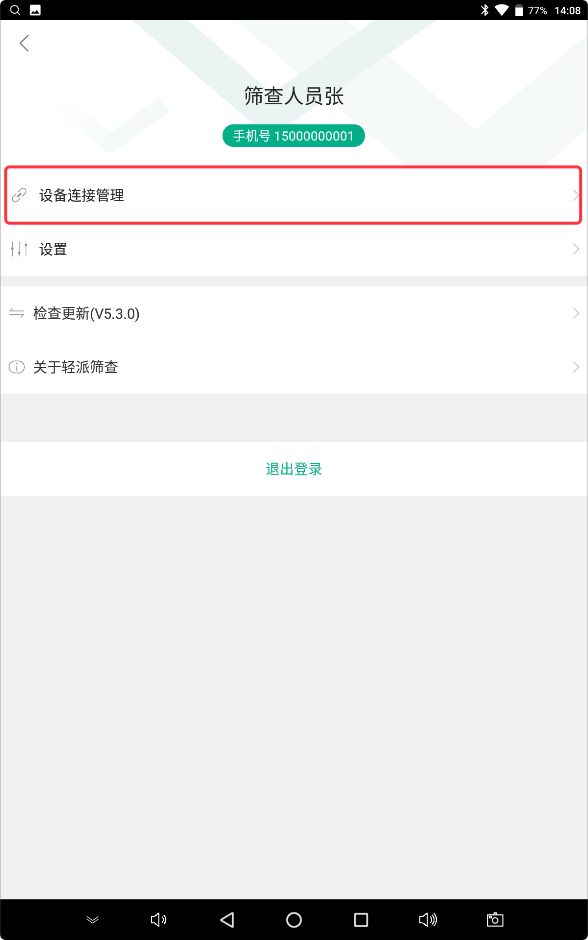 77% 14:08
筛查人员张
手机号 15000000001
设备连接管理
设置
检查更新(V5.3.0)
关于轻派筛查
退出登录